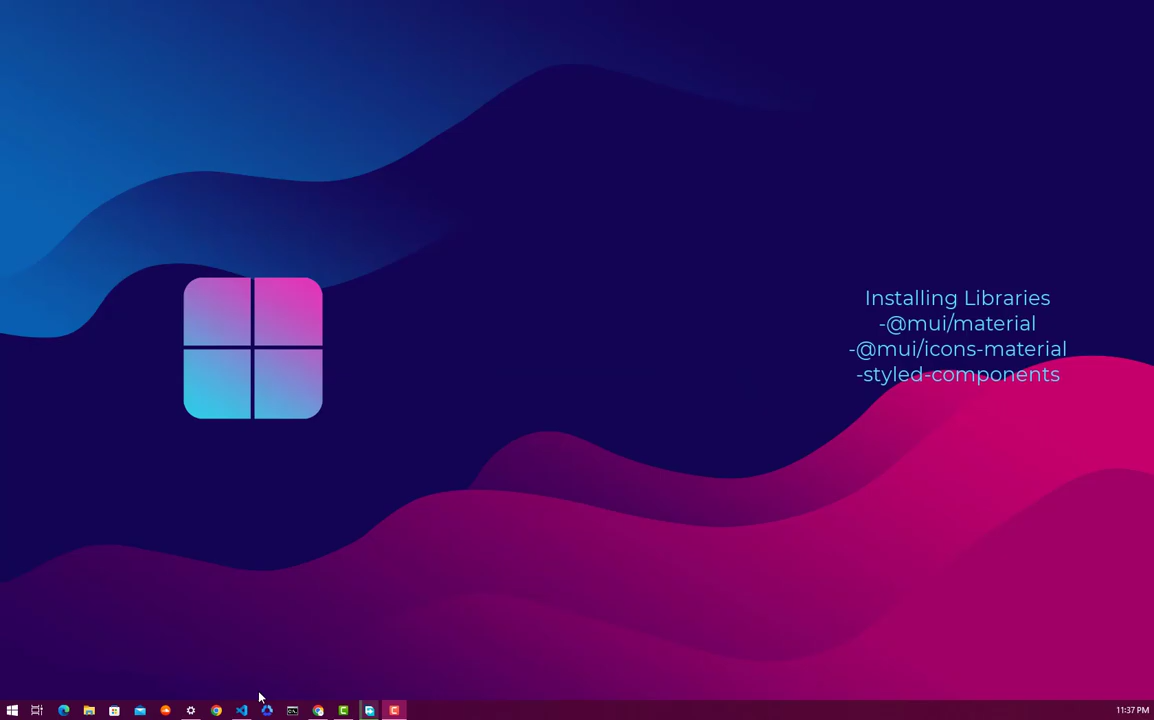 Installing Libraries
-@mui/material
-@mui/icons-material
-styled-components
11:37 PM